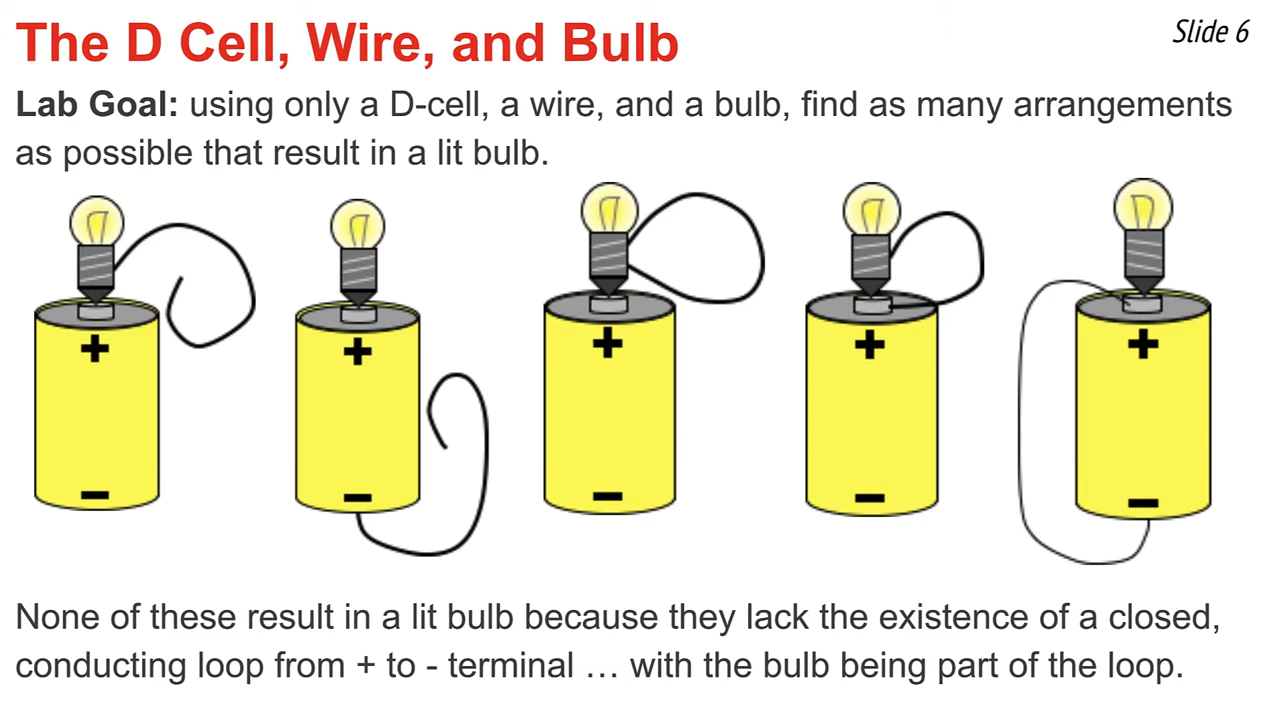 The D Cell, Wire, and Bulb
Slide 6
Lab Goal: using only a D-cell, a wire, and a bulb, find as many arrangements
as possible that result in a lit bulb.
+ + + + +
- - - - -
None of these result in a lit bulb because they lack the existence of a closed,
conducting loop from + to - terminal … with the bulb being part of the loop.